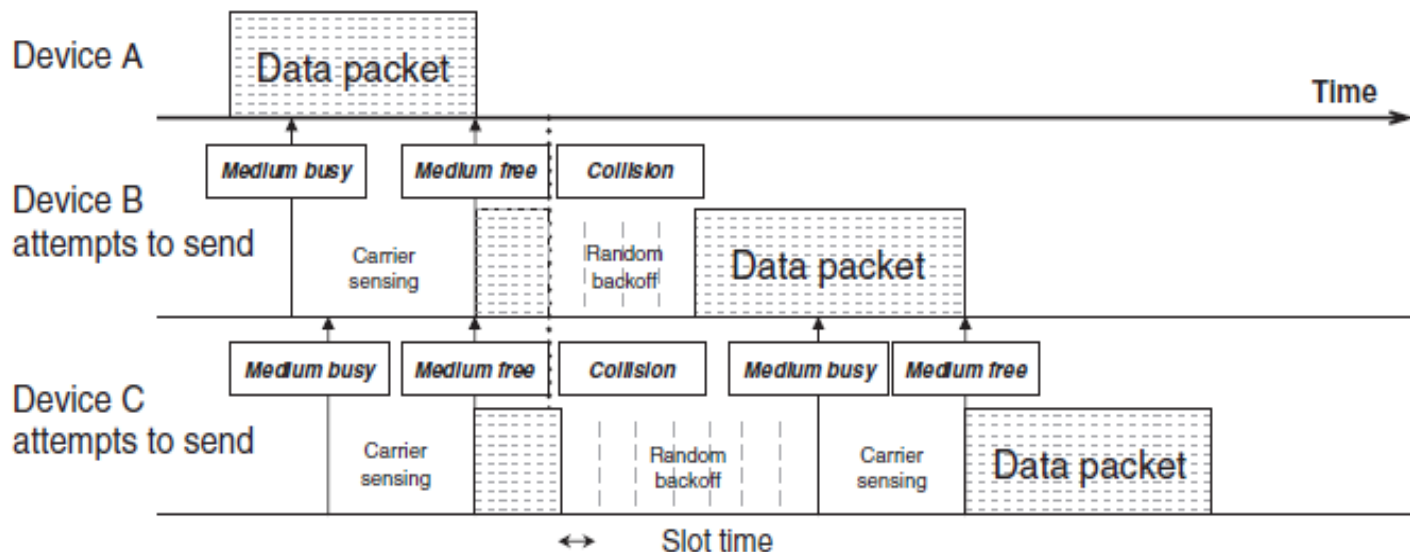 Device A
Data packet
Time
Medium busy
Medium free
Collision
Device B
attempts to send
Carrier
sensing
Random
backoff
Data packet
Medium busy
Medium free
Collision
Medium busy
Medium free
Device C
attempts to send
Carrier
sensing
Random
backoff
Carrier
sensing
Data packet
Slot time